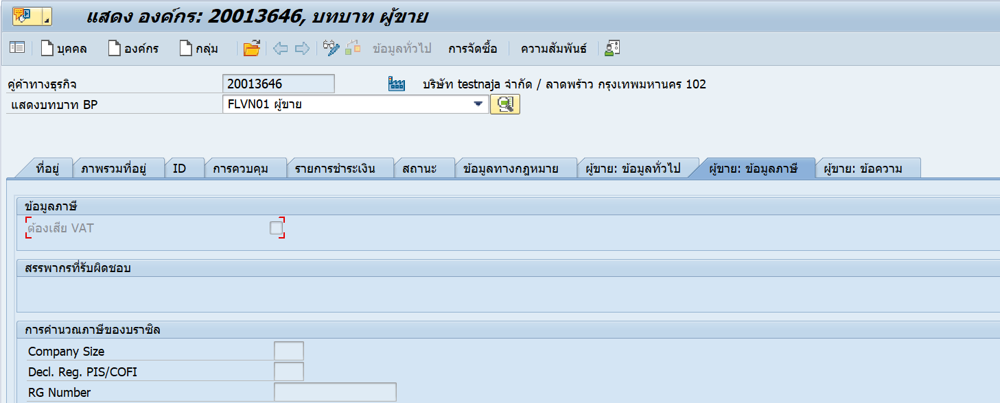 แสดง องค์กร: 20013646, บทบาท ผู้ขาย
บุคคล องค์กร กลุ่ม ข้อมูลทั่วไป การจัดซื้อ ความสัมพันธ์
คู่ค้าทางธุรกิจ 20013646 บริษัท testnaja จำกัด / ลาดพร้าว กรุงเทพมหานคร 102
แสดงบทบาท BP FLVN01 ผู้ขาย
ที่อยู่ ภาพรวมที่อยู่ ID การควบคุม รายการชำระเงิน สถานะ ข้อมูลทางกฎหมาย ผู้ขาย: ข้อมูลทั่วไป ผู้ขาย: ข้อมูลภาษี ผู้ขาย: ข้อความ
ข้อมูลภาษี
ต้องเสีย VAT
สรรพากรที่รับผิดชอบ
การคำนวณภาษีของบราซิล
Company Size
Decl. Reg. PIS/COFI
RG Number